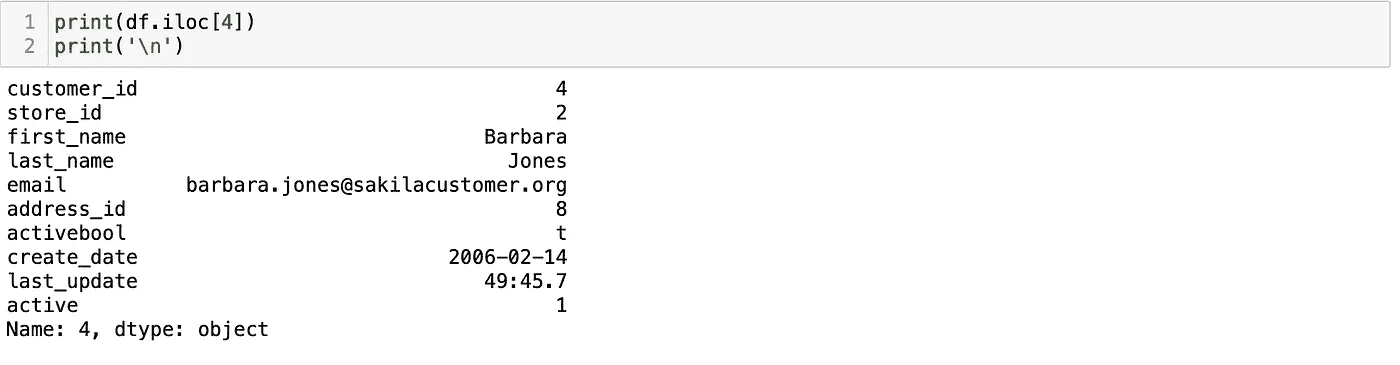 1 print(df.iloc[4])
2 print('\n')
customer_id 4
store_id 2
first_name Barbara
last_name Jones
email barbara.jones@sakilacustomer.org
address_id 8
activebool t
create_date 2006-02-14
last_update 49:45.7
active 1
Name: 4, dtype: object